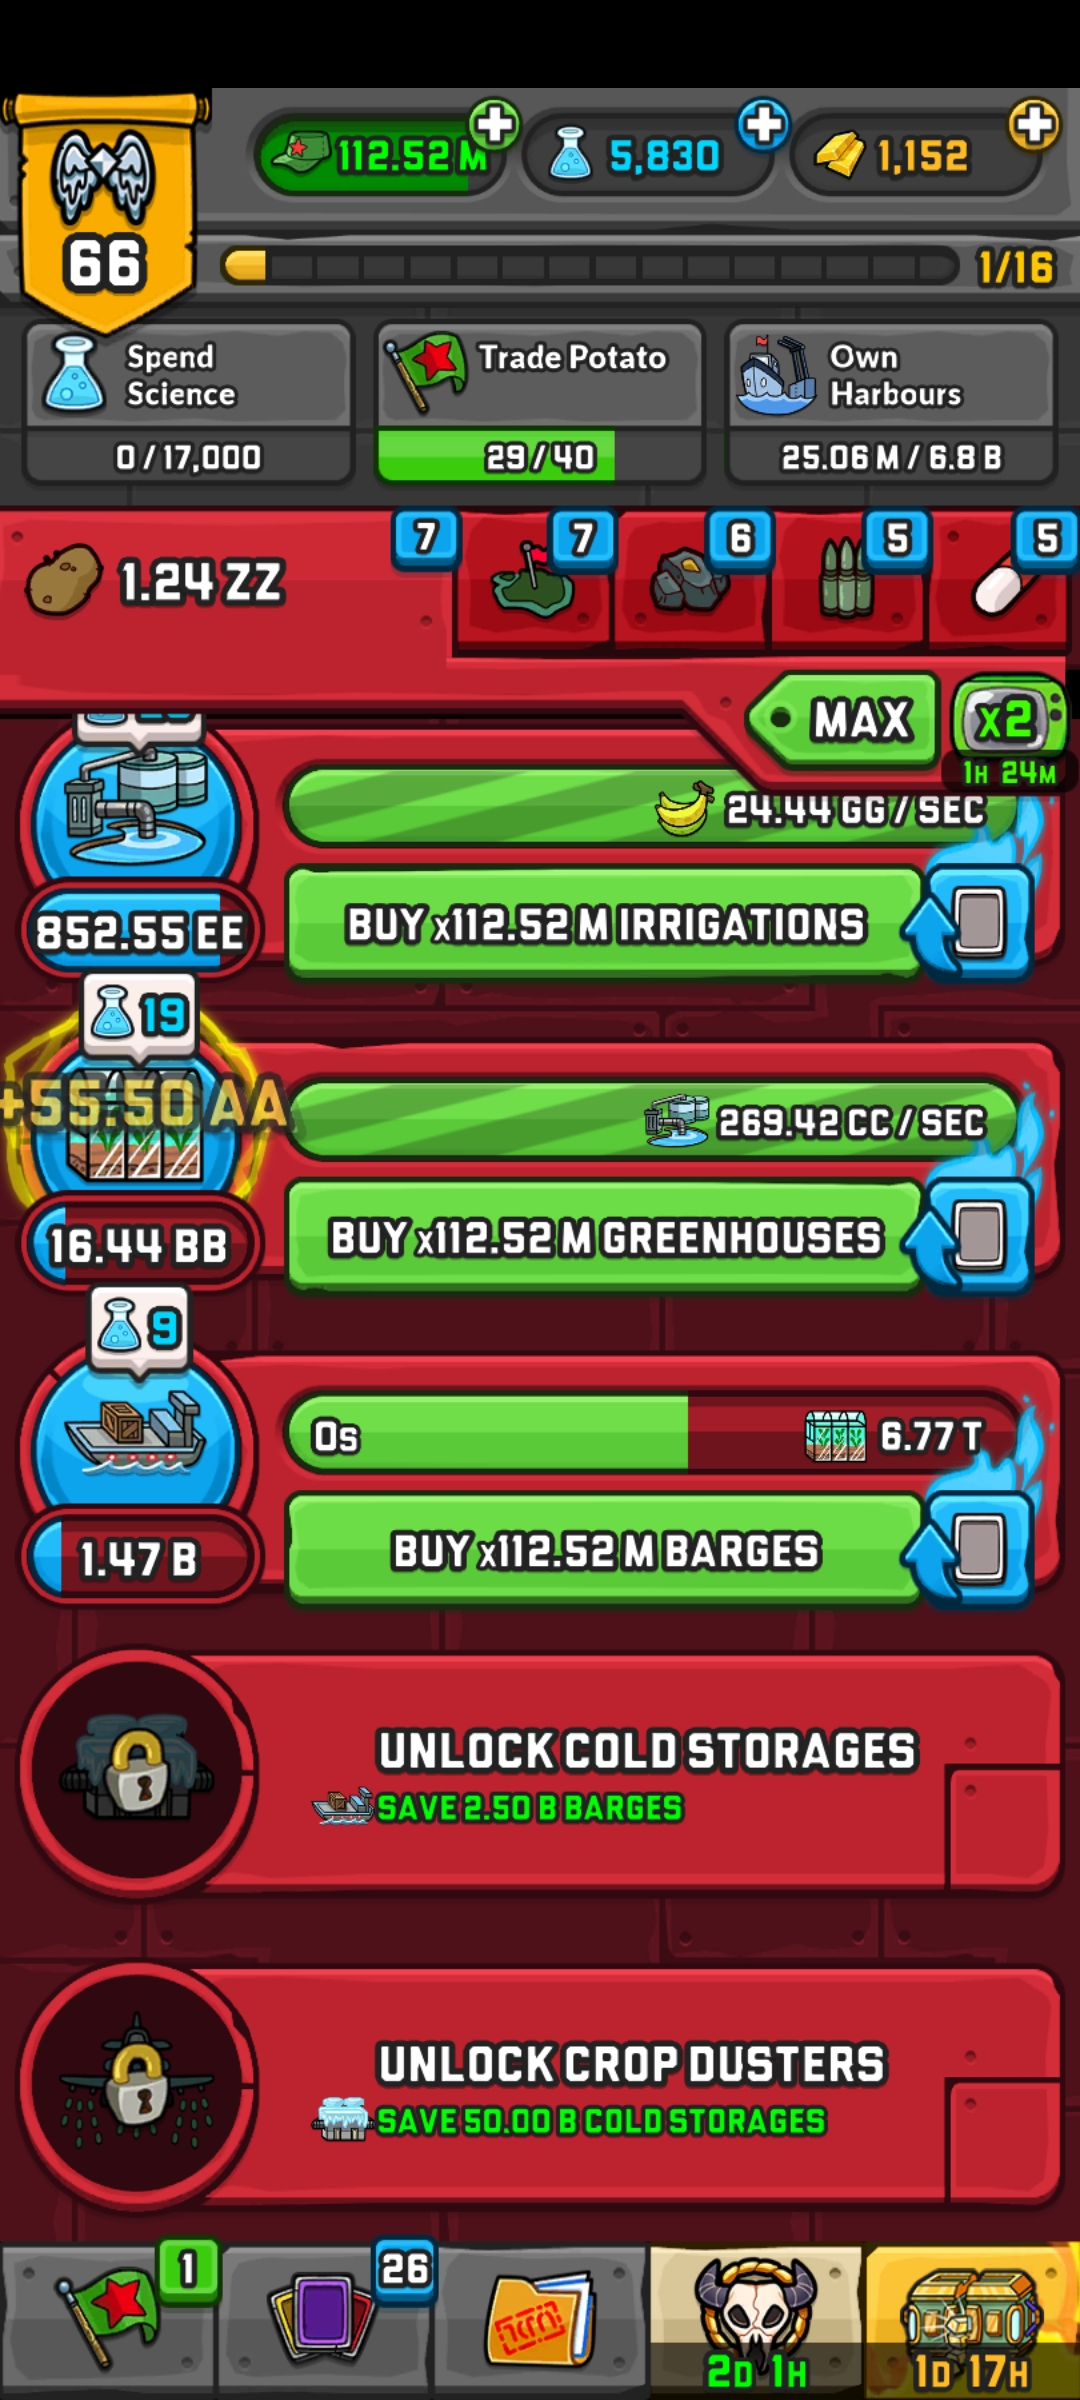 112.52 M
5,830
1,152
66
1/16
Spend
Science
0 / 17,000
Trade Potato
29 / 40
Own
Harbours
25.06 M / 6.8 B
1.24 ZZ
7
7
6
5
5
MAX
x2
1H 24M
24.44 GG / SEC
852.55 EE
BUY x112.52 M IRRIGATIONS
19
+55.50 AA
269.42 CC / SEC
16.44 BB
BUY x112.52 M GREENHOUSES
9
0s
6.77 T
1.47 B
BUY x112.52 M BARGES
UNLOCK COLD STORAGES
SAVE 2.50 B BARGES
UNLOCK CROP DUSTERS
SAVE 50.00 B COLD STORAGES
1
26
2D 1H
1D 17H